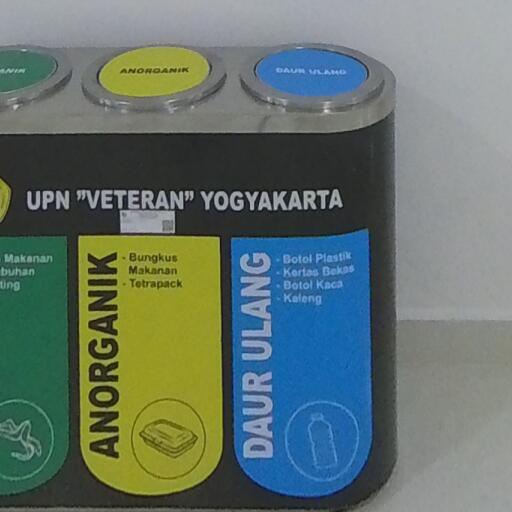 ANORGANIK
DAUR ULANG
UPN "VETERAN" YOGYAKARTA
Makanan
ANORGANIK
- Bungkus
Makanan
- Tetrapack
DAUR ULANG
- Botol Plastik
- Kertas Bekas
- Botol Kaca
- Kaleng